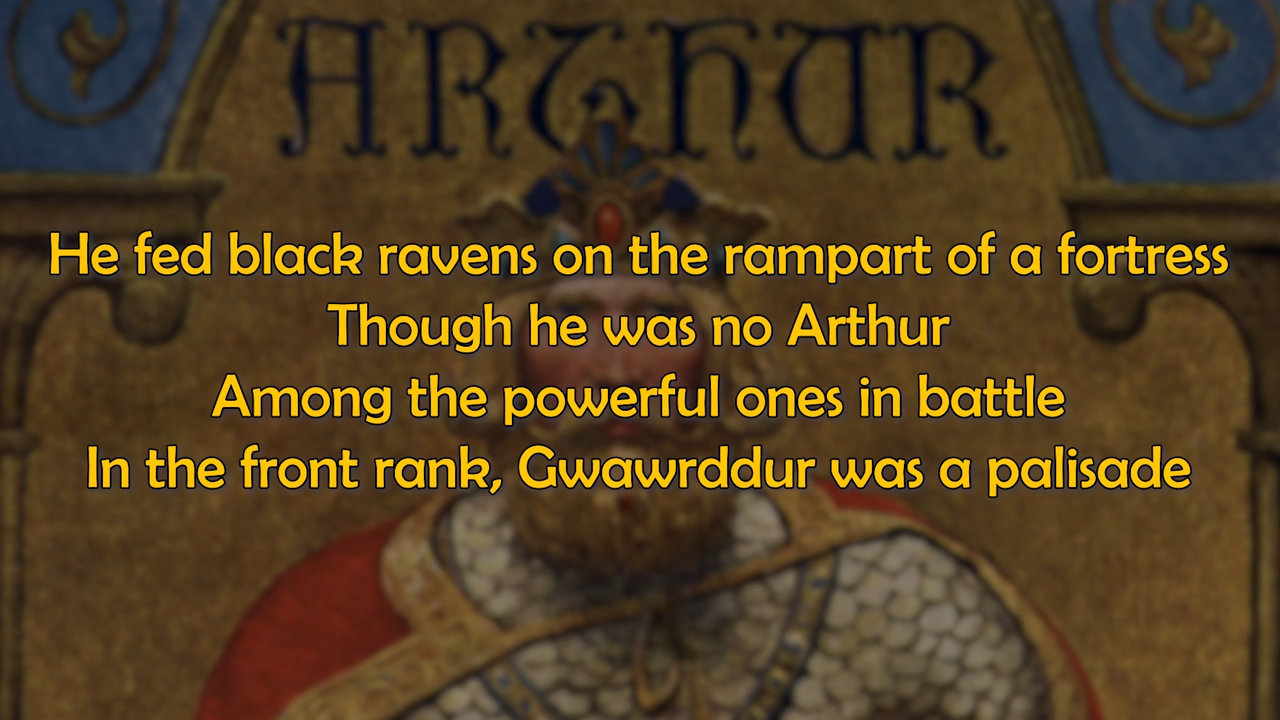 ARTHUR
He fed black ravens on the rampart of a fortress
Though he was no Arthur
Among the powerful ones in battle
In the front rank, Gwawrddur was a palisade